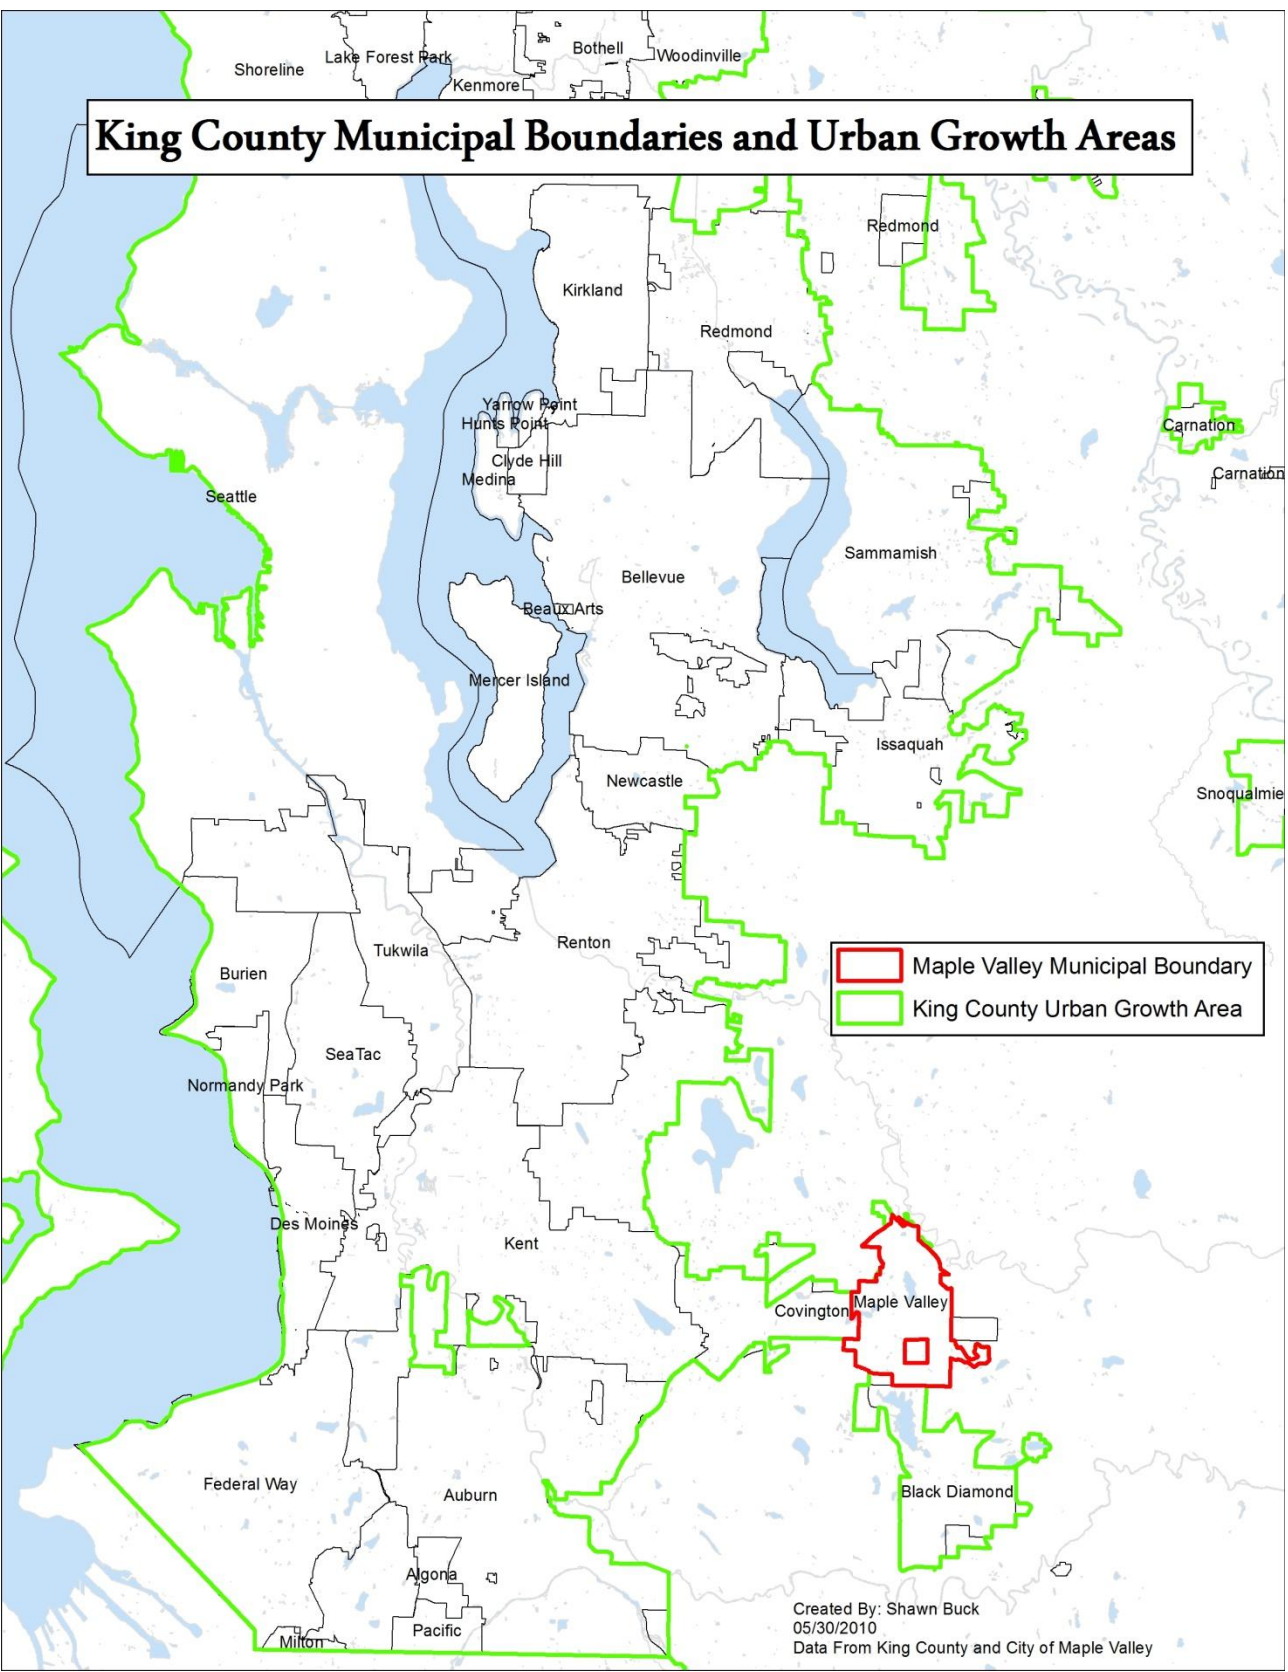 Shoreline
Lake Forest Park
Bothell
Woodinville
Kenmore
King County Municipal Boundaries and Urban Growth Areas
Redmond
Kirkland
Redmond
Yarrow Point
Hunts Point
Carnation
Clyde Hill
Medina
Carnation
Seattle
Sammamish
Bellevue
Beaux Arts
Mercer Island
Issaquah
Newcastle
Snoqualmie
Renton
Tukwila
Burien
Maple Valley Municipal Boundary
King County Urban Growth Area
SeaTac
Normandy Park
Des Moines
Kent
Maple Valley
Covington
Federal Way
Auburn
Black Diamond
Algona
Pacific
Milton
Created By: Shawn Buck
05/30/2010
Data From King County and City of Maple Valley